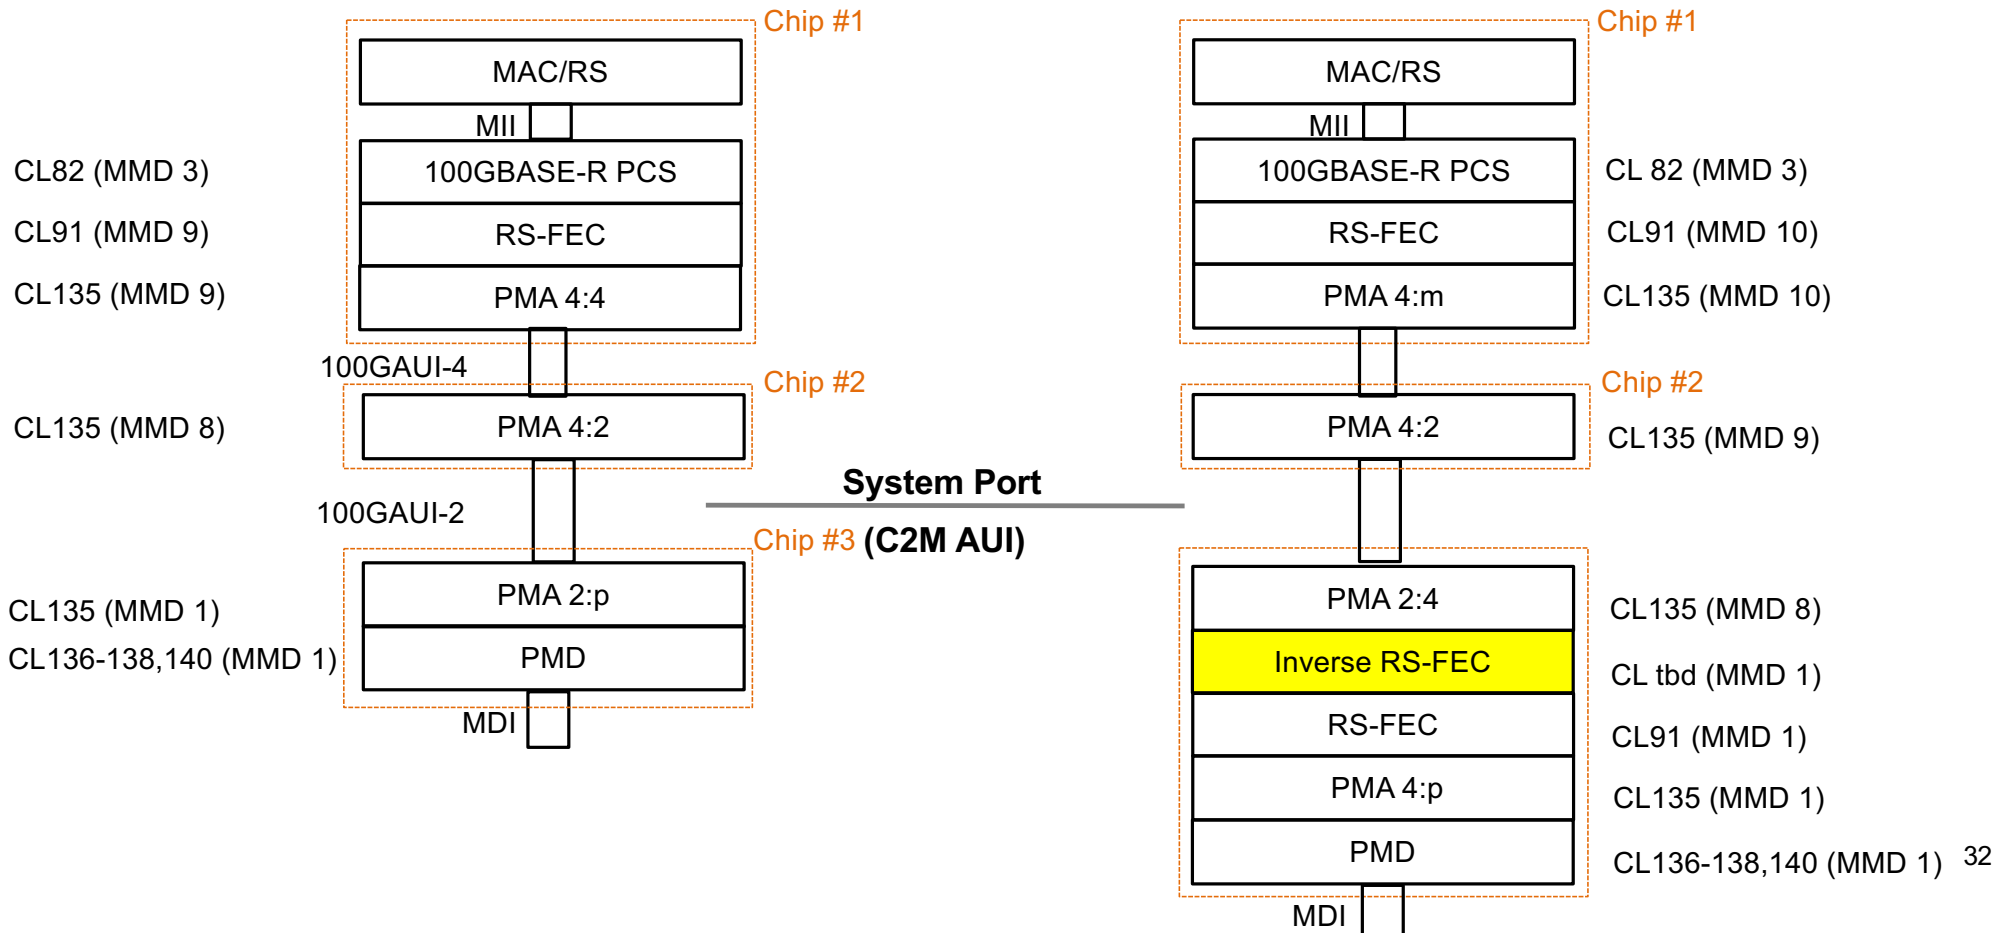 Chip #1
MAC/RS
MII
CL82 (MMD 3)
100GBASE-R PCS
CL91 (MMD 9)
RS-FEC
CL135 (MMD 9)
PMA 4:4
100GAUI-4
Chip #2
CL135 (MMD 8)
PMA 4:2
100GAUI-2
System Port
(C2M AUI)
Chip #3
CL135 (MMD 1)
PMA 2:p
CL136-138,140 (MMD 1)
PMD
MDI
Chip #1
MAC/RS
MII
100GBASE-R PCS
CL 82 (MMD 3)
RS-FEC
CL91 (MMD 10)
PMA 4:m
CL135 (MMD 10)
Chip #2
PMA 4:2
CL135 (MMD 9)
PMA 2:4
CL135 (MMD 8)
Inverse RS-FEC
CL tbd (MMD 1)
RS-FEC
CL91 (MMD 1)
PMA 4:p
CL135 (MMD 1)
PMD
CL136-138,140 (MMD 1)
32
MDI